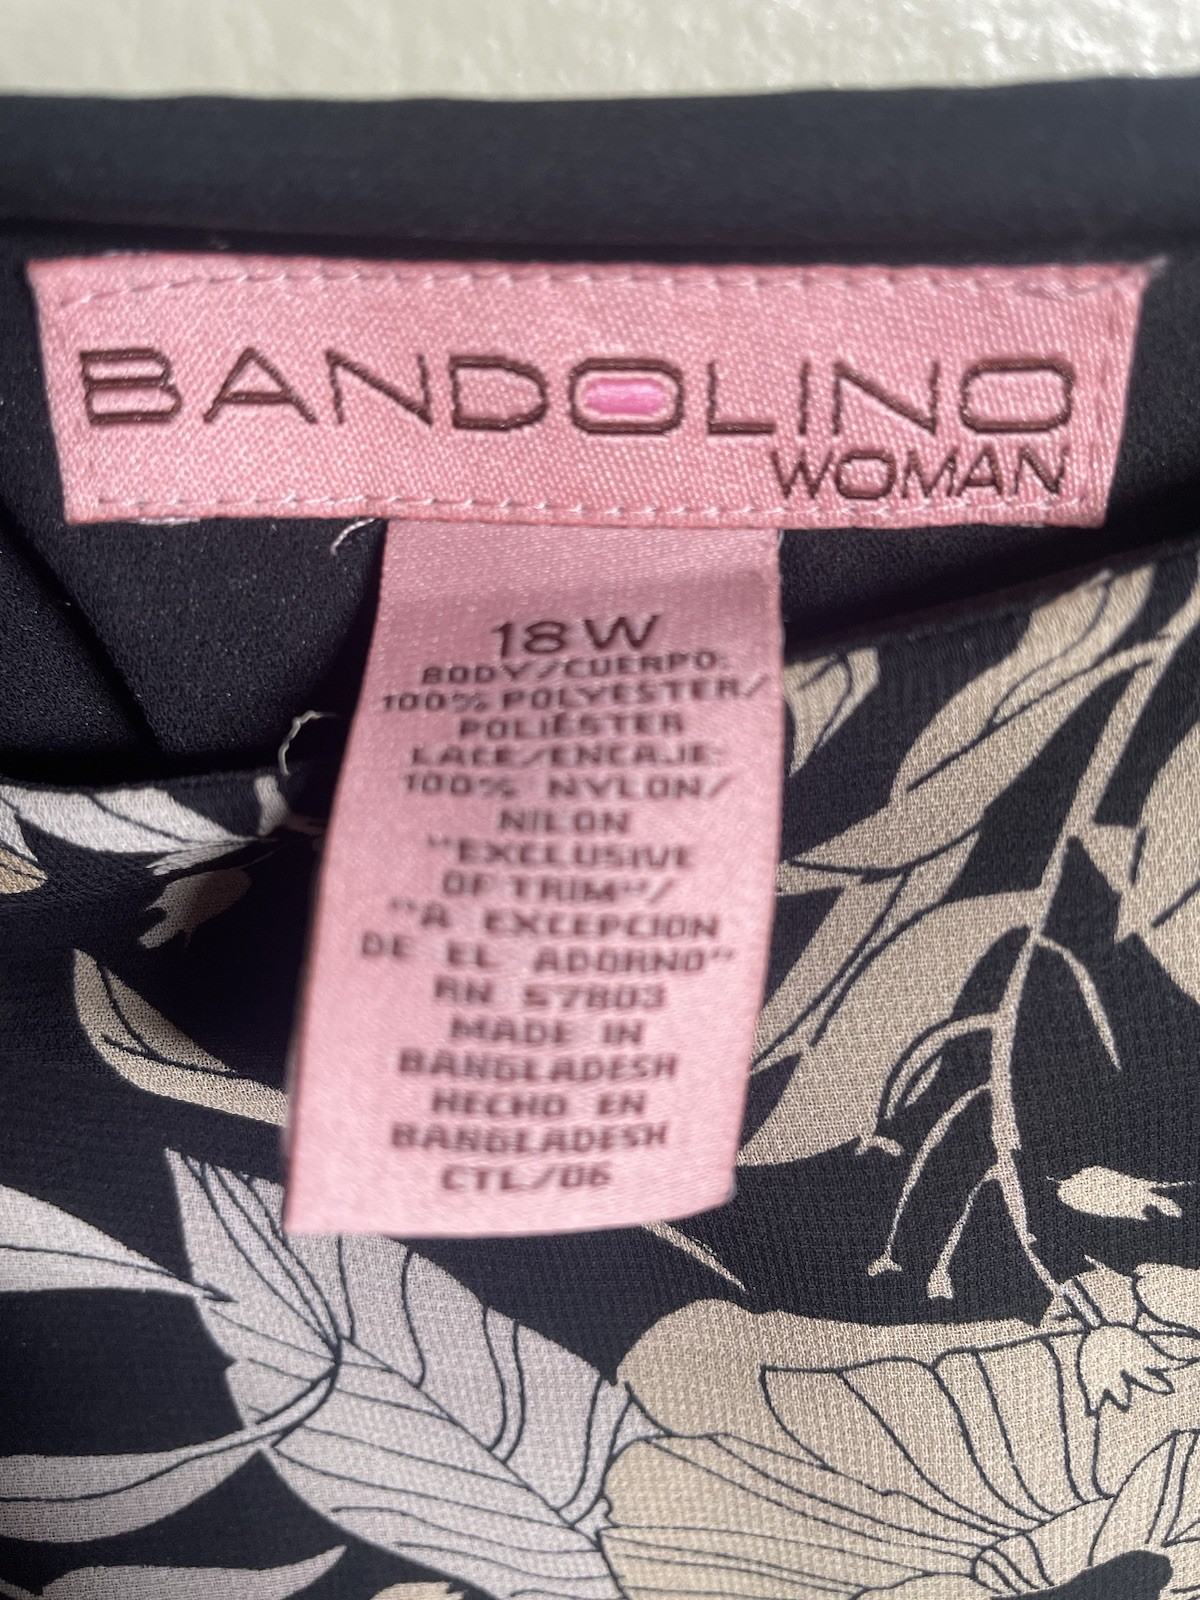 BANDOLINO
WOMAN
18W
BODY/CUERPO:
100% POLYESTER/
POLIÉSTER
LACE/ENCAJE:
100% NYLON/
NILON
"EXCLUSIVE
OF TRIM"/
"A EXCEPCION
DE EL ADORNO"
RN 57803
MADE IN
BANGLADESH
HECHO EN
BANGLADESH
CTL/06